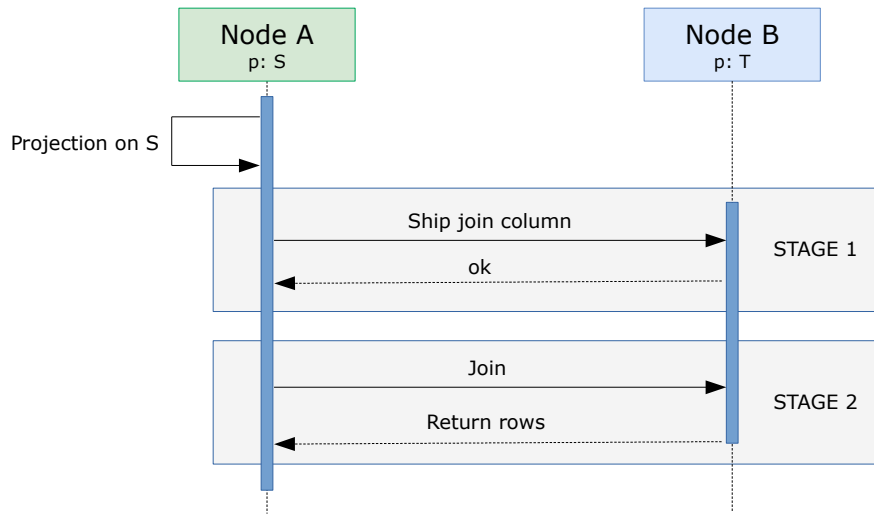 Node A
p: S
Node B
p: T
Projection on S
Ship join column
STAGE 1
ok
Join
STAGE 2
Return rows